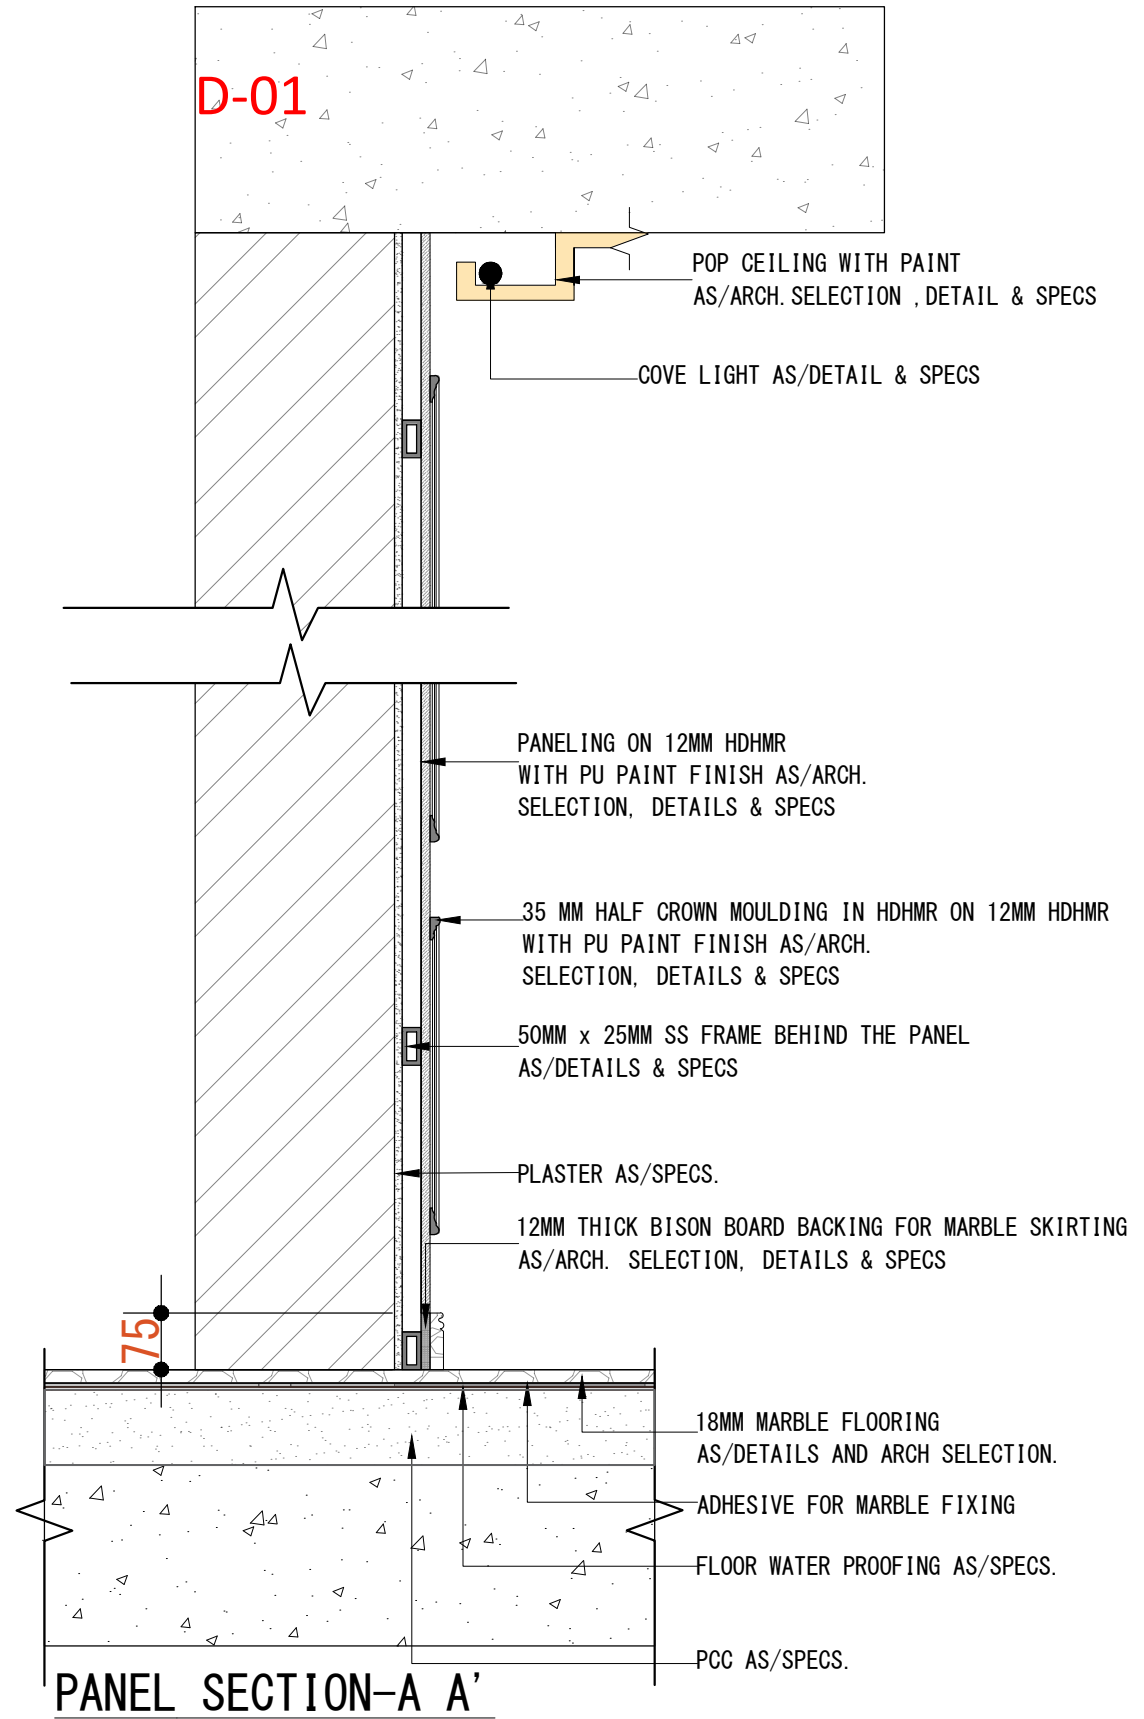 D-01
POP CEILING WITH PAINT
AS/ARCH. SELECTION , DETAIL & SPECS
COVE LIGHT AS/DETAIL & SPECS
PANELING ON 12MM HDHMR
WITH PU PAINT FINISH AS/ARCH.
SELECTION, DETAILS & SPECS
35 MM HALF CROWN MOULDING IN HDHMR ON 12MM HDHMR
WITH PU PAINT FINISH AS/ARCH.
SELECTION, DETAILS & SPECS
50MM x 25MM SS FRAME BEHIND THE PANEL
AS/DETAILS & SPECS
PLASTER AS/SPECS.
12MM THICK BISON BOARD BACKING FOR MARBLE SKIRTING
AS/ARCH. SELECTION, DETAILS & SPECS
75
18MM MARBLE FLOORING
AS/DETAILS AND ARCH SELECTION.
ADHESIVE FOR MARBLE FIXING
FLOOR WATER PROOFING AS/SPECS.
PCC AS/SPECS.
PANEL SECTION-A A'